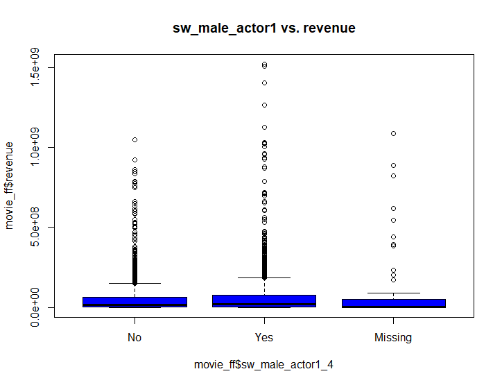 sw_male_actor1 vs. revenue
1.5e+09
1.0e+09
5.0e+08
0.0e+00
movie_ff$revenue
No Yes Missing
movie_ff$sw_male_actor1_4